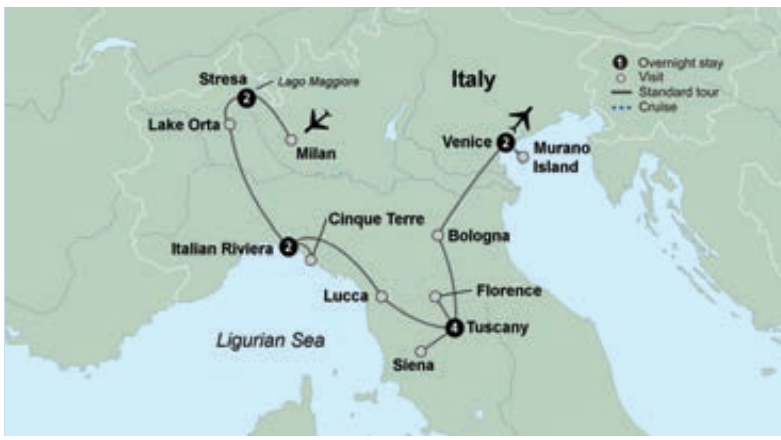 Stresa
2
Lago Maggiore
Lake Orta
Milan
Italy
1 Overnight stay
Visit
Standard tour
Cruise
Venice
2
Murano
Island
Bologna
Cinque Terre
Italian Riviera
2
Lucca
Florence
4
Tuscany
Siena
Ligurian Sea